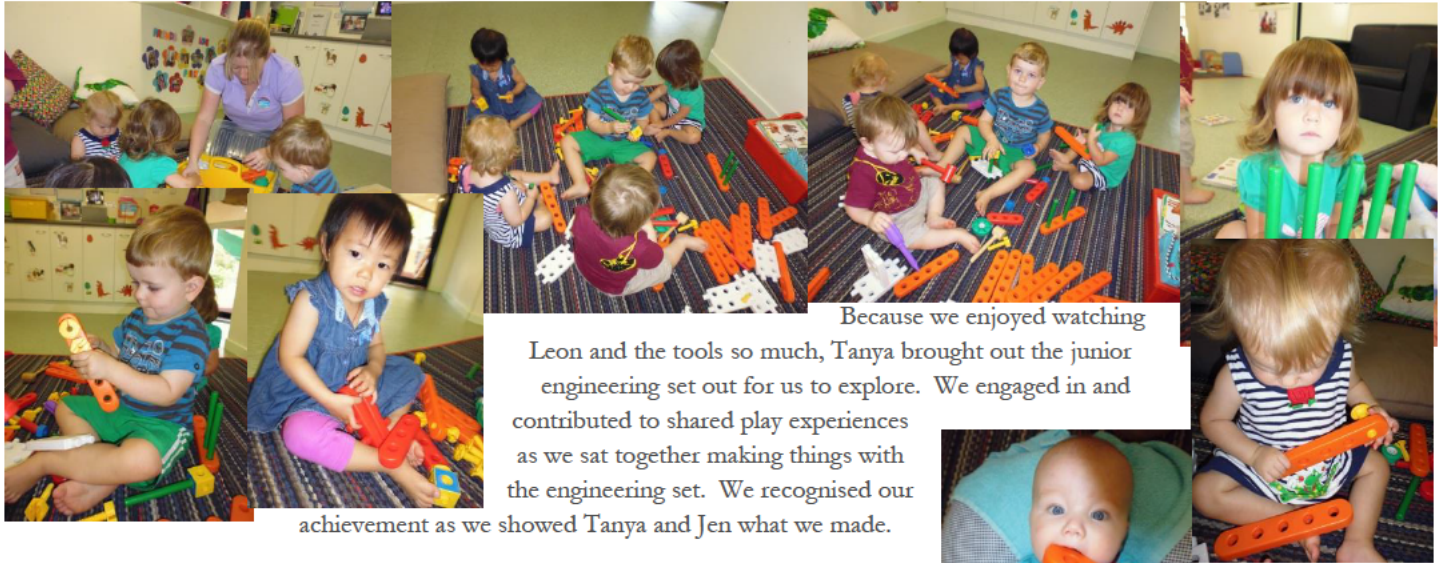 Because we enjoyed watching
Leon and the tools so much, Tanya brought out the junior
engineering set out for us to explore.  We engaged in and
contributed to shared play experiences
as we sat together making things with
the engineering set.  We recognised our
achievement as we showed Tanya and Jen what we made.